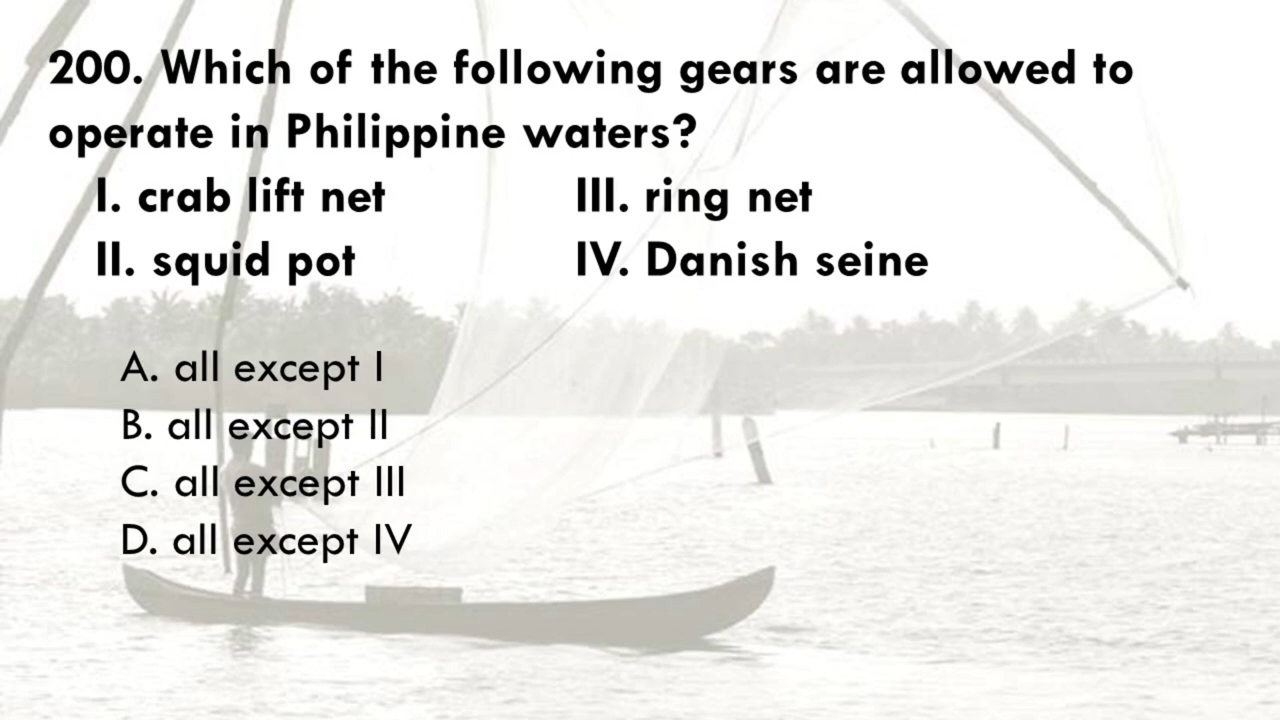 200. Which of the following gears are allowed to
operate in Philippine waters?
I. crab lift net III. ring net
II. squid pot IV. Danish seine
A. all except I
B. all except II
C. all except III
D. all except IV